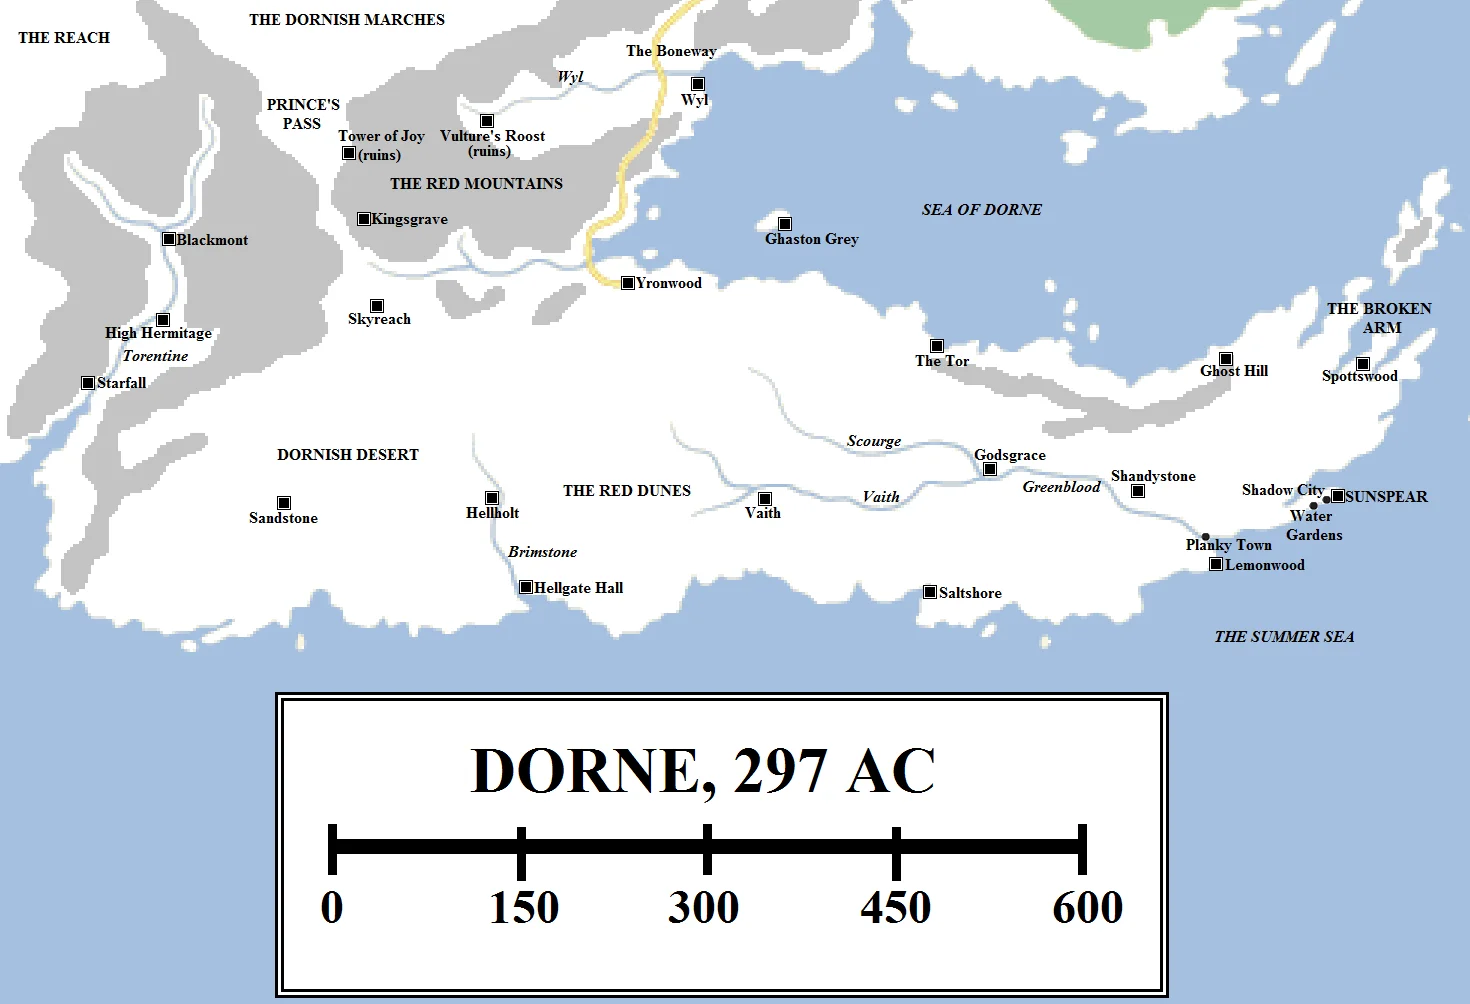 THE DORNISH MARCHES
THE REACH
The Boneway
Wyl
Wyl
PRINCE'S
PASS
Tower of Joy
(ruins)
Vulture's Roost
(ruins)
THE RED MOUNTAINS
SEA OF DORNE
Kingsgrave
Blackmont
Ghaston Grey
Yronwood
Skyreach
High Hermitage
Torentine
Starfall
THE BROKEN
ARM
The Tor
Ghost Hill
Spottswood
Scourge
DORNISH DESERT
Godsgrace
Shandystone
THE RED DUNES
Greenblood
Shadow City
SUNSPEAR
Vaith
Sandstone
Hellholt
Vaith
Water
Gardens
Planky Town
Brimstone
Lemonwood
Hellgate Hall
Saltshore
THE SUMMER SEA
DORNE, 297 AC
0 150 300 450 600